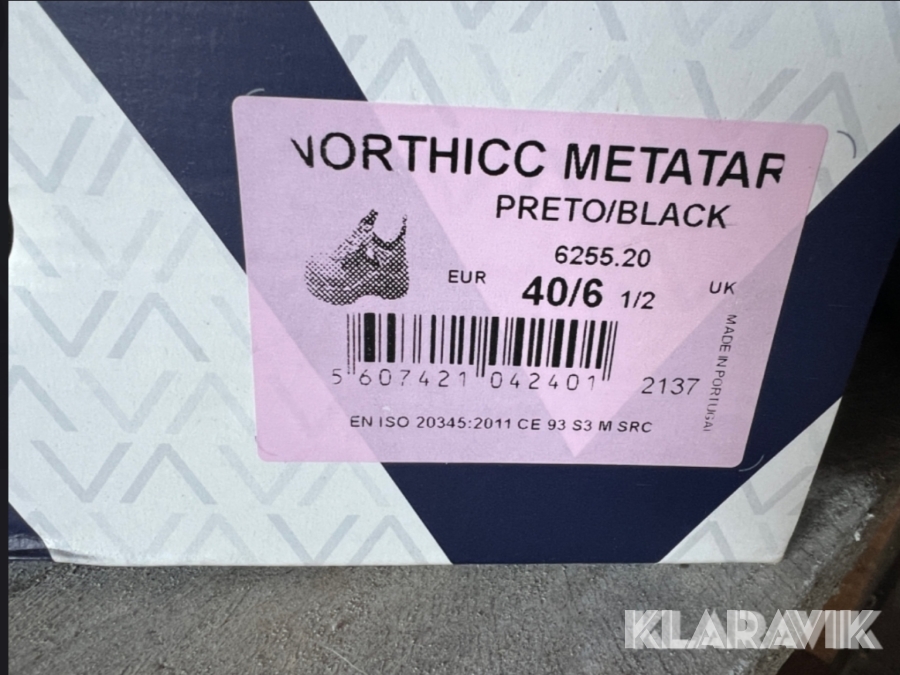 NORTHICC METATAR
PRETO/BLACK
6255.20
EUR 40/6 1/2 UK
5 607421 042401 2137
MADE IN PORTUGAL
EN ISO 20345:2011 CE 93 S3 M SRC
KLARAVIK